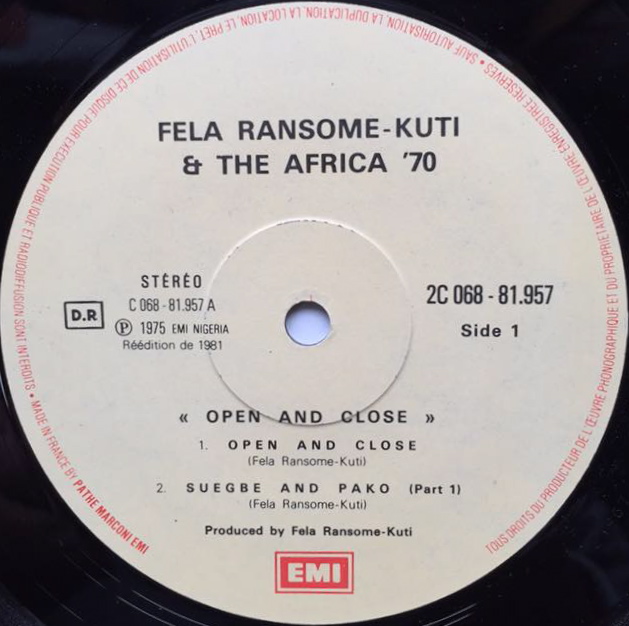 FELA RANSOME-KUTI
& THE AFRICA '70
STÉRÉO
C 068 - 81.957 A
D.R
℗ 1975 EMI NIGERIA
Réédition de 1981
2C 068 - 81.957
Side 1
« OPEN AND CLOSE »
1. OPEN AND CLOSE
(Fela Ransome-Kuti)
2. SUEGBE AND PAKO (Part 1)
(Fela Ransome-Kuti)
Produced by Fela Ransome-Kuti
EMI
TOUS DROITS DU PRODUCTEUR DE L'ŒUVRE PHONOGRAPHIQUE ET DU PROPRIETAIRE DE L'ŒUVRE ENREGISTREE RESERVES • SAUF AUTORISATION, LA DUPLICATION, LA LOCATION, LE PRET, L'UTILISATION DE CE DISQUE POUR EXECUTION PUBLIQUE ET RADIODIFFUSION SONT INTERDITS • MADE IN FRANCE BY PATHE MARCONI EMI